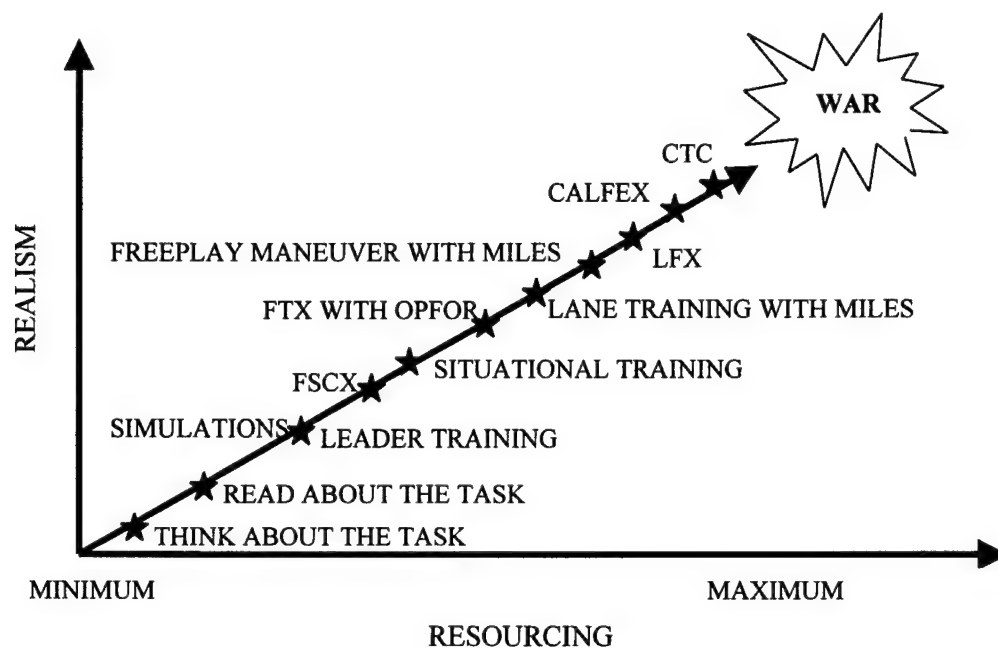 WAR
CTC
CALFEX
FREEPLAY MANEUVER WITH MILES
LFX
FTX WITH OPFOR
LANE TRAINING WITH MILES
FSCX
SITUATIONAL TRAINING
SIMULATIONS
LEADER TRAINING
READ ABOUT THE TASK
THINK ABOUT THE TASK
REALISM
MINIMUM
MAXIMUM
RESOURCING